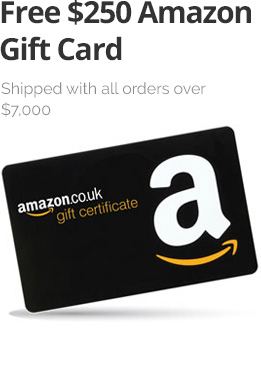 Free $250 Amazon
Gift Card
Shipped with all orders over
$7,000
amazon.co.uk
gift certificate
a